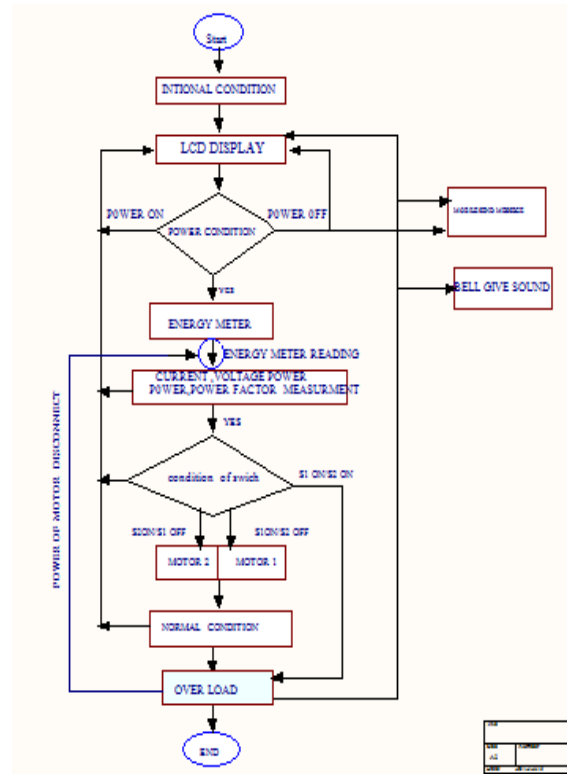 Start
INTIONAL CONDITION
LCD DISPLAY
POWER ON
POWER OFF
POWER CONDITION
YES
BELL GIVE SOUND
ENERGY METER
ENERGY METER READING
CURRENT ,VOLTAGE POWER
POWER,POWER FACTOR MEASURMENT
YES
condition of swich
S1 ON/S2 ON
S2ON/S1 OFF
S1ON/S2 OFF
MOTOR 2
MOTOR 1
NORMAL CONDITION
OVER LOAD
END
POWER OF MOTOR DISCONNECT
A2